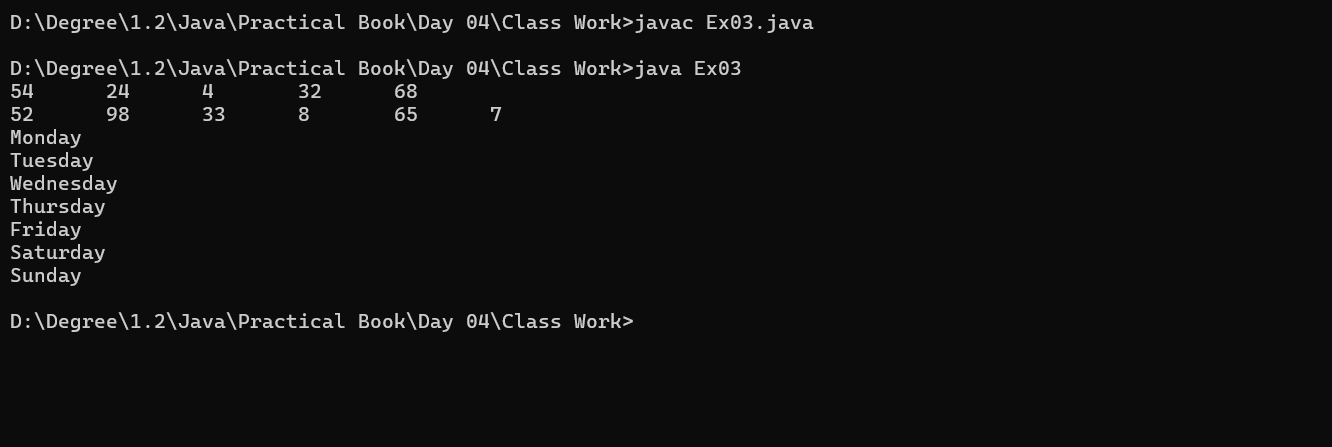 D:\Degree\1.2\Java\Practical Book\Day 04\Class Work>javac Ex03.java
D:\Degree\1.2\Java\Practical Book\Day 04\Class Work>java Ex03
54      24      4       32      68
52      98      33      8       65      7
Monday
Tuesday
Wednesday
Thursday
Friday
Saturday
Sunday
D:\Degree\1.2\Java\Practical Book\Day 04\Class Work>